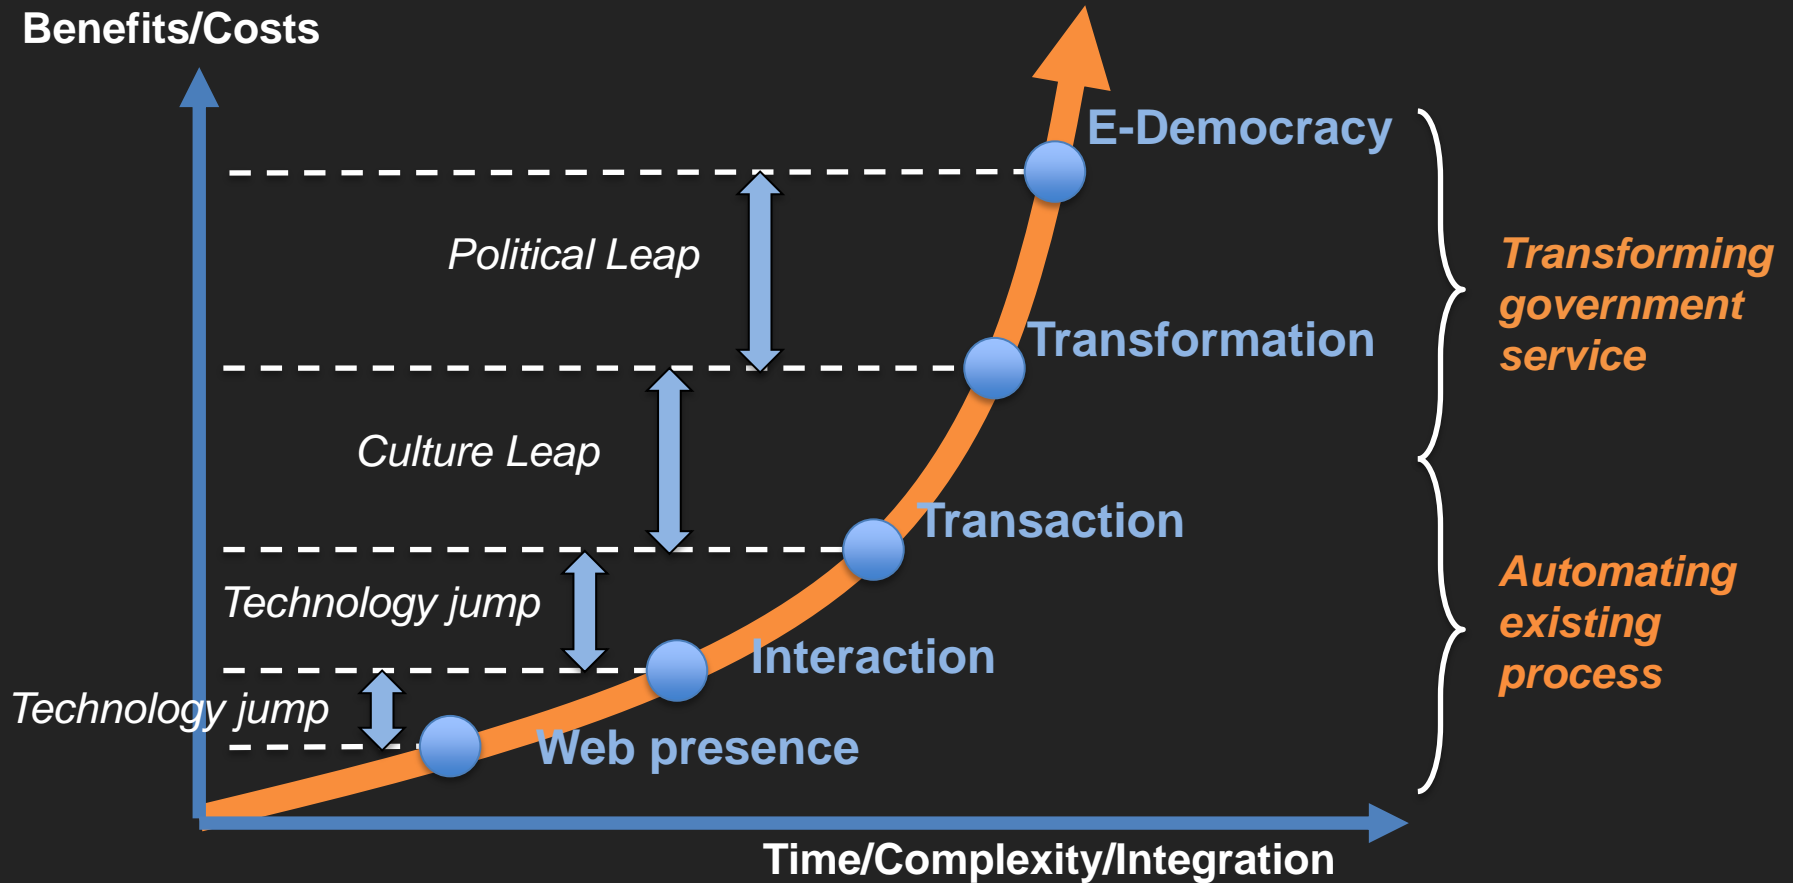 Benefits/Costs
E-Democracy
Political Leap
Transforming
government
service
Transformation
Culture Leap
Transaction
Technology jump
Automating
existing
process
Interaction
Technology jump
Web presence
Time/Complexity/Integration